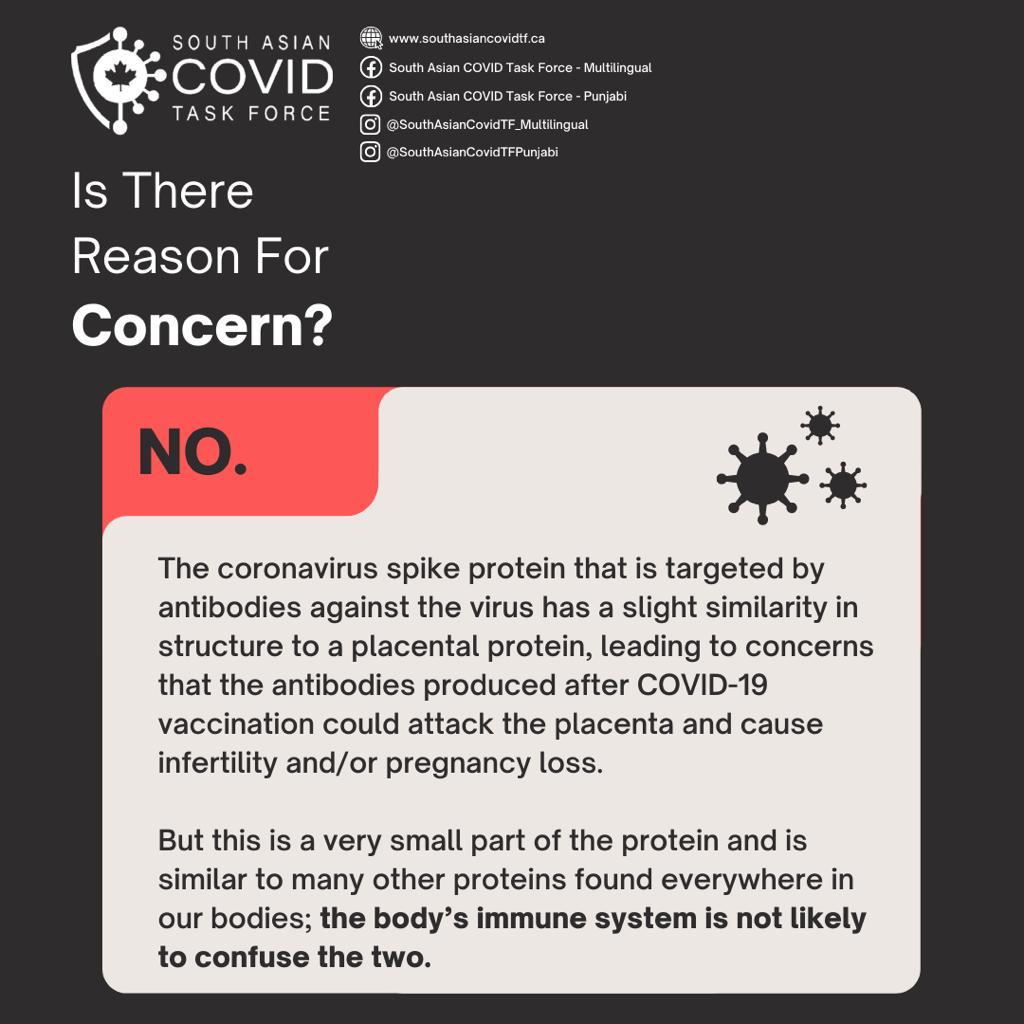 SOUTH ASIAN
COVID
TASK FORCE
www.southasiancovidtf.ca
South Asian COVID Task Force - Multilingual
South Asian COVID Task Force - Punjabi
@SouthAsianCovidTF_Multilingual
@SouthAsianCovidTFPunjabi
Is There
Reason For
Concern?
NO.
The coronavirus spike protein that is targeted by
antibodies against the virus has a slight similarity in
structure to a placental protein, leading to concerns
that the antibodies produced after COVID-19
vaccination could attack the placenta and cause
infertility and/or pregnancy loss.
But this is a very small part of the protein and is
similar to many other proteins found everywhere in
our bodies; the body’s immune system is not likely
to confuse the two.